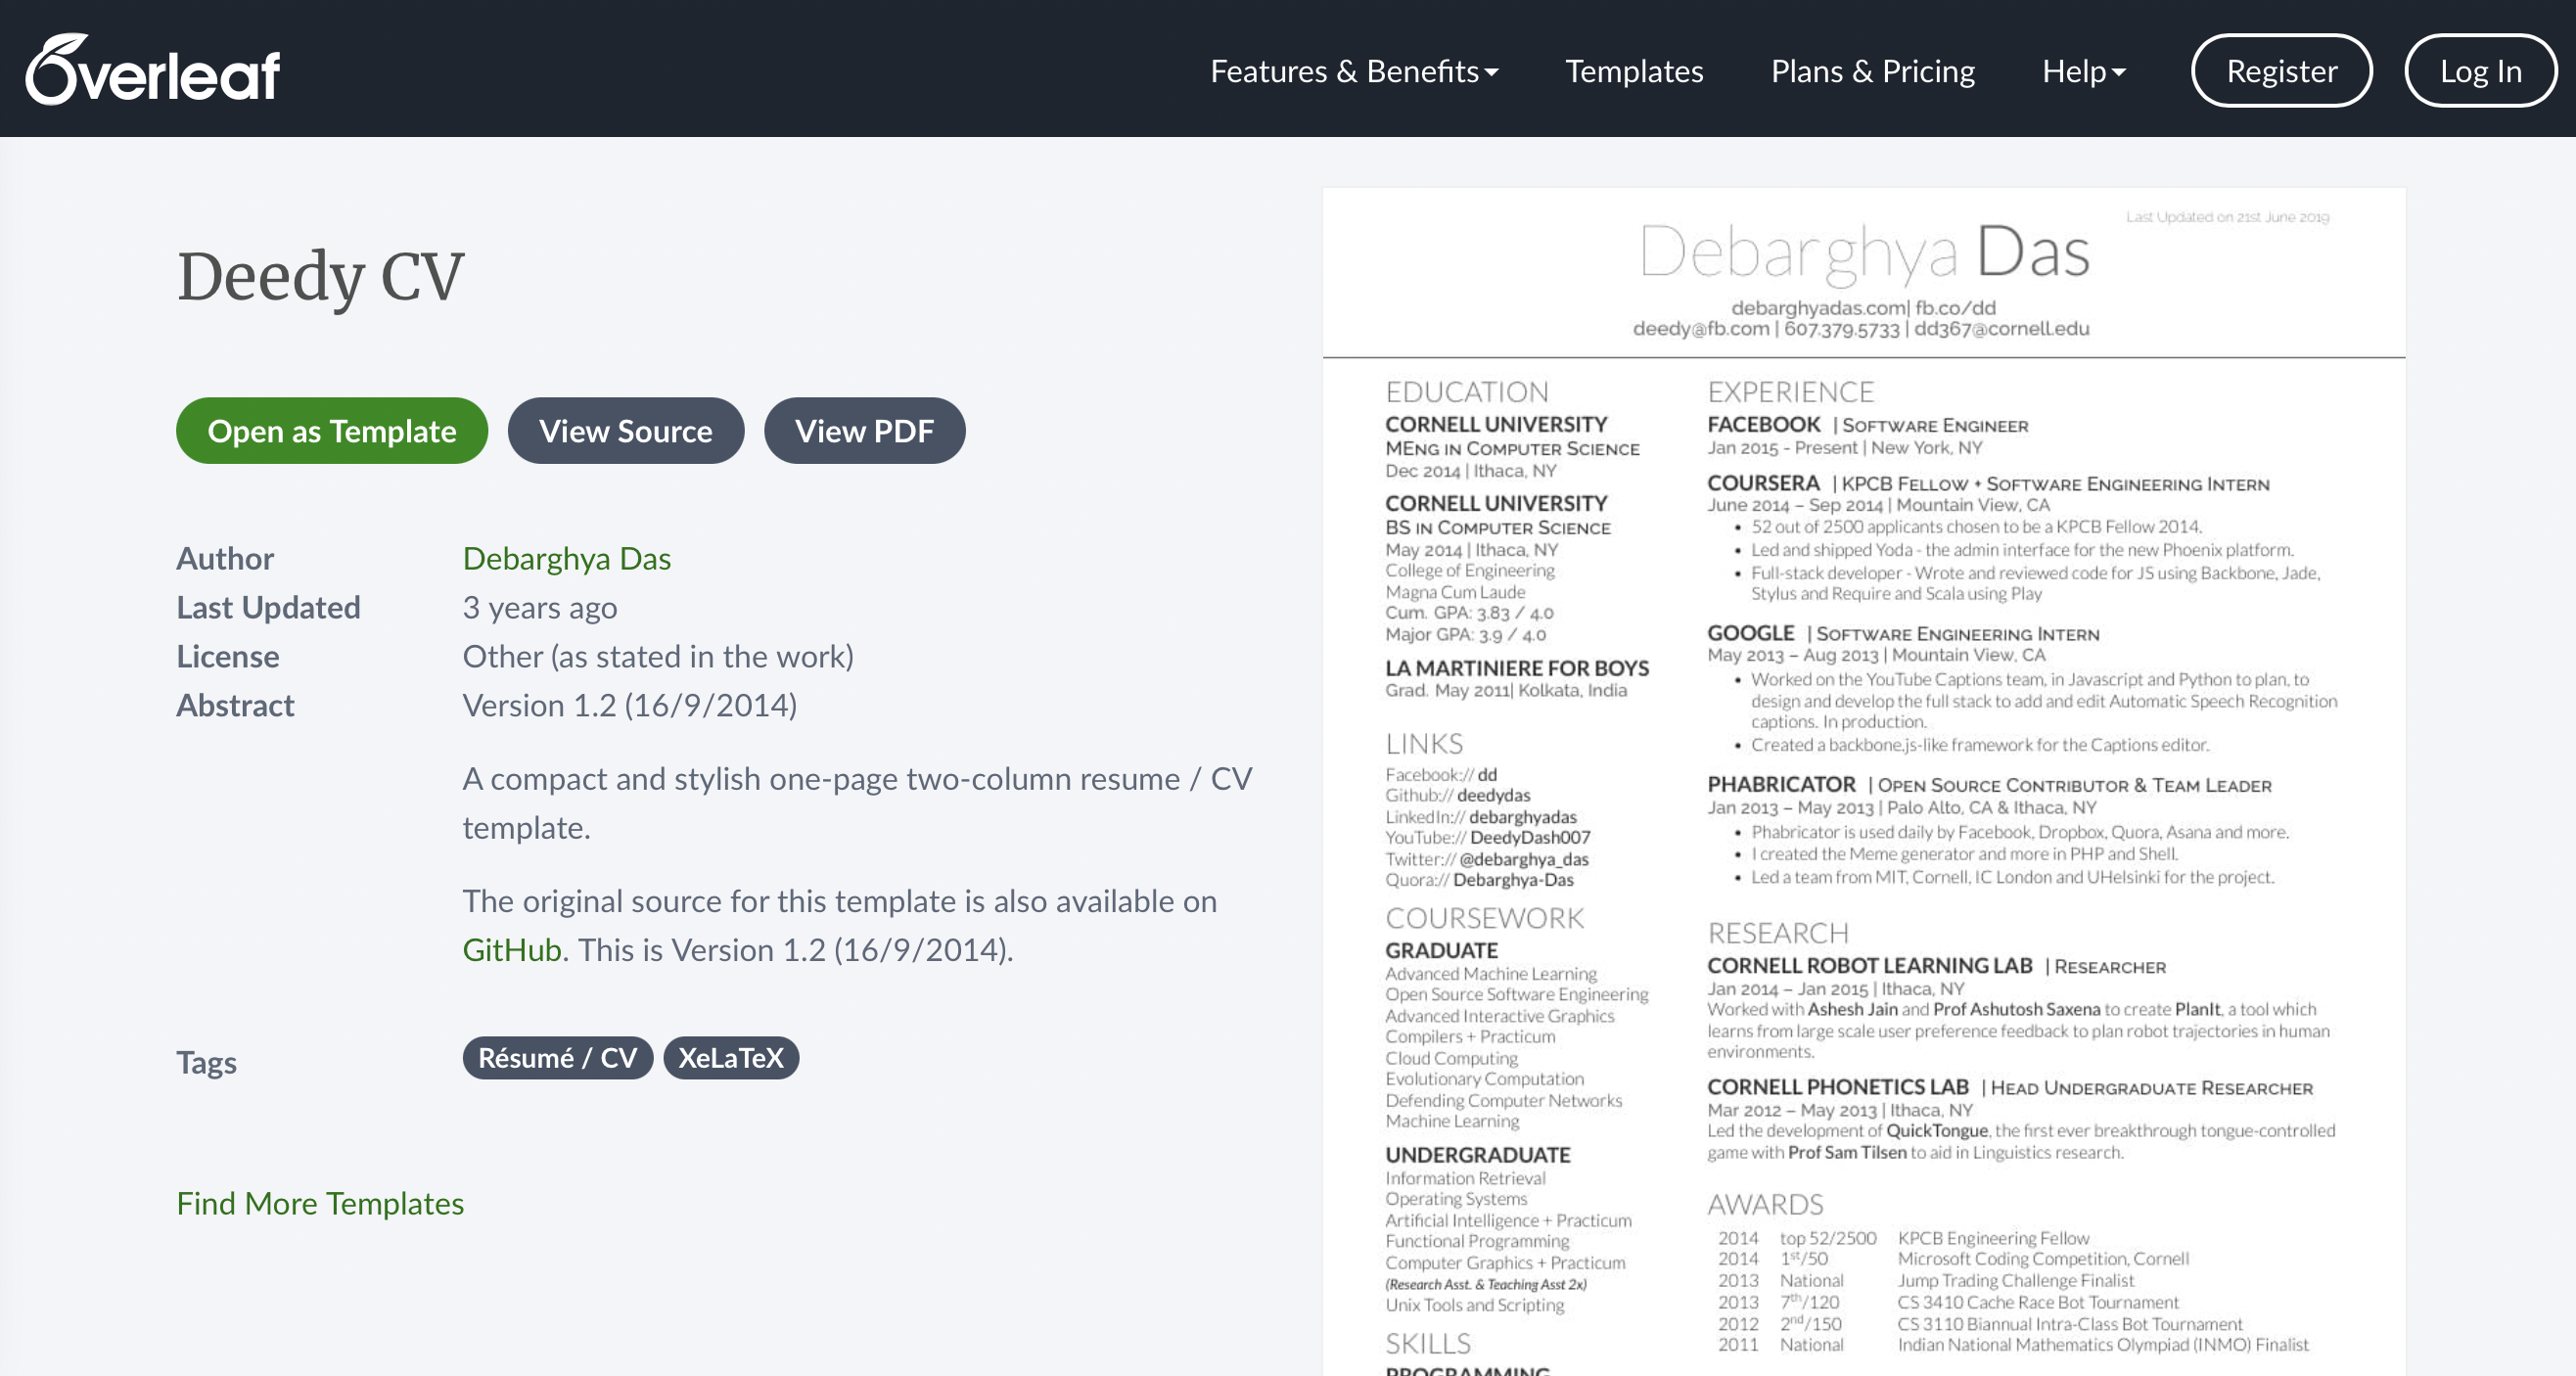 Overleaf
Features & Benefits
Templates
Plans & Pricing
Help
Register
Log In
Deedy CV
Open as Template
View Source
View PDF
Author Debarghya Das
Last Updated 3 years ago
License Other (as stated in the work)
Abstract Version 1.2 (16/9/2014)
A compact and stylish one-page two-column resume / CV
template.
The original source for this template is also available on
GitHub. This is Version 1.2 (16/9/2014).
Tags Résumé / CV XeLaTeX
Find More Templates
Last Updated on 21st June 2019
Debarghya Das
debarghyadas.com| fb.co/dd
deedy@fb.com | 607.379.5733 | dd367@cornell.edu
EDUCATION
CORNELL UNIVERSITY
MENG IN COMPUTER SCIENCE
Dec 2014 | Ithaca, NY
CORNELL UNIVERSITY
BS IN COMPUTER SCIENCE
May 2014 | Ithaca, NY
College of Engineering
Magna Cum Laude
Cum. GPA: 3.83 / 4.0
Major GPA: 3.9 / 4.0
LA MARTINIERE FOR BOYS
Grad. May 2011| Kolkata, India
LINKS
Facebook:// dd
Github:// deedydas
LinkedIn:// debarghyadas
YouTube:// DeedyDash007
Twitter:// @debarghya_das
Quora:// Debarghya-Das
COURSEWORK
GRADUATE
Advanced Machine Learning
Open Source Software Engineering
Advanced Interactive Graphics
Compilers + Practicum
Cloud Computing
Evolutionary Computation
Defending Computer Networks
Machine Learning
UNDERGRADUATE
Information Retrieval
Operating Systems
Artificial Intelligence + Practicum
Functional Programming
Computer Graphics + Practicum
(Research Asst. & Teaching Asst 2x)
Unix Tools and Scripting
SKILLS
PROGRAMMING
EXPERIENCE
FACEBOOK | SOFTWARE ENGINEER
Jan 2015 - Present | New York, NY
COURSERA | KPCB FELLOW + SOFTWARE ENGINEERING INTERN
June 2014 – Sep 2014 | Mountain View, CA
• 52 out of 2500 applicants chosen to be a KPCB Fellow 2014.
• Led and shipped Yoda - the admin interface for the new Phoenix platform.
• Full-stack developer - Wrote and reviewed code for JS using Backbone, Jade,
Stylus and Require and Scala using Play
GOOGLE | SOFTWARE ENGINEERING INTERN
May 2013 – Aug 2013 | Mountain View, CA
• Worked on the YouTube Captions team, in Javascript and Python to plan, to
design and develop the full stack to add and edit Automatic Speech Recognition
captions. In production.
• Created a backbone.js-like framework for the Captions editor.
PHABRICATOR | OPEN SOURCE CONTRIBUTOR & TEAM LEADER
Jan 2013 – May 2013 | Palo Alto, CA & Ithaca, NY
• Phabricator is used daily by Facebook, Dropbox, Quora, Asana and more.
• I created the Meme generator and more in PHP and Shell.
• Led a team from MIT, Cornell, IC London and UHelsinki for the project.
RESEARCH
CORNELL ROBOT LEARNING LAB | RESEARCHER
Jan 2014 – Jan 2015 | Ithaca, NY
Worked with Ashesh Jain and Prof Ashutosh Saxena to create PlanIt, a tool which
learns from large scale user preference feedback to plan robot trajectories in human
environments.
CORNELL PHONETICS LAB | HEAD UNDERGRADUATE RESEARCHER
Mar 2012 – May 2013 | Ithaca, NY
Led the development of QuickTongue, the first ever breakthrough tongue-controlled
game with Prof Sam Tilsen to aid in Linguistics research.
AWARDS
2014 top 52/2500 KPCB Engineering Fellow
2014 1st/50 Microsoft Coding Competition, Cornell
2013 National Jump Trading Challenge Finalist
2013 7th/120 CS 3410 Cache Race Bot Tournament
2012 2nd/150 CS 3110 Biannual Intra-Class Bot Tournament
2011 National Indian National Mathematics Olympiad (INMO) Finalist